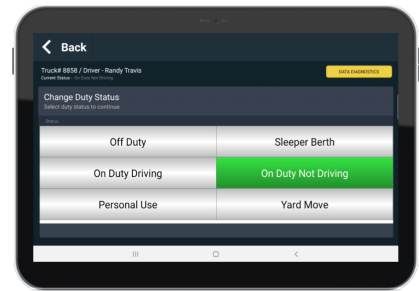 Back
Truck# 8858 / Driver - Randy Travis
Current Status - On Duty Not Driving
DATA DIAGNOSTICS
Change Duty Status
Select duty status to continue
Status
Off Duty
Sleeper Berth
On Duty Driving
On Duty Not Driving
Personal Use
Yard Move